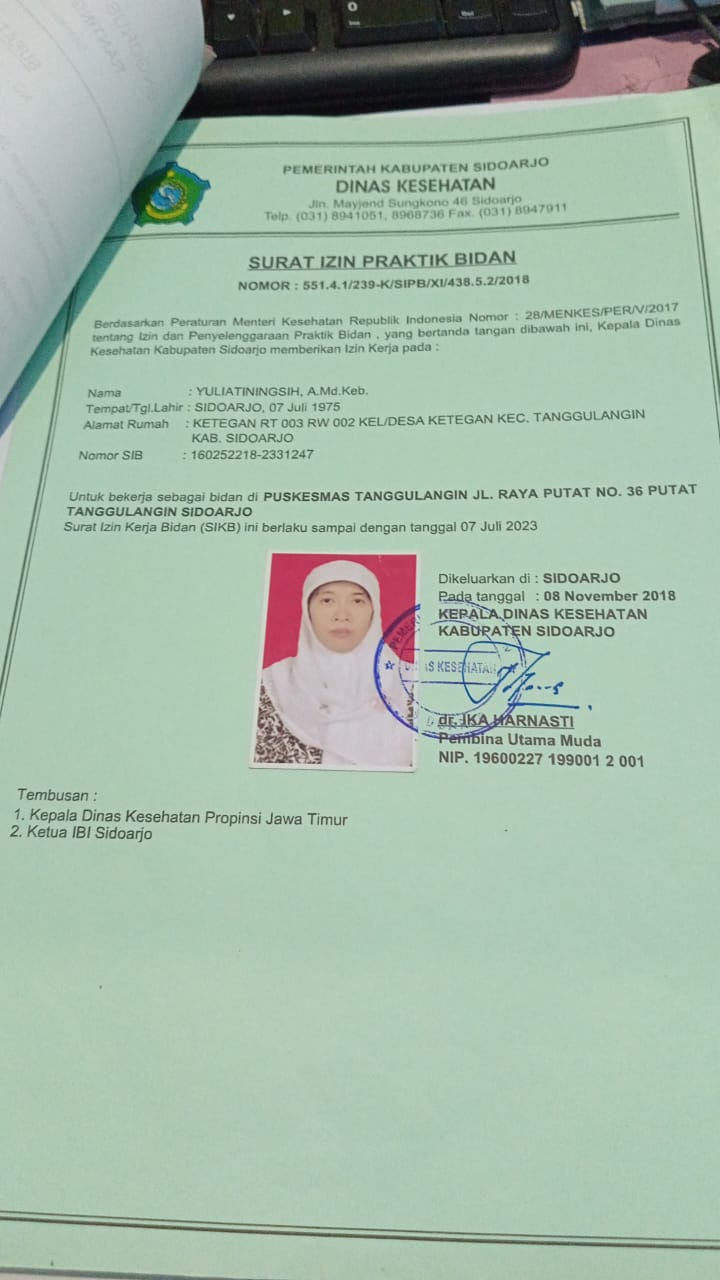 PEMERINTAH KABUPATEN SIDOARJO
DINAS KESEHATAN
Jln. Mayjend Sungkono 46 Sidoarjo
Telp. (031) 8941051, 8968736 Fax. (031) 8947911
SURAT IZIN PRAKTIK BIDAN
NOMOR : 551.4.1/239-K/SIPB/XI/438.5.2/2018
Berdasarkan Peraturan Menteri Kesehatan Republik Indonesia Nomor : 28/MENKES/PER/V/2017
tentang Izin dan Penyelenggaraan Praktik Bidan , yang bertanda tangan dibawah ini, Kepala Dinas
Kesehatan Kabupaten Sidoarjo memberikan Izin Kerja pada :
Nama : YULIATININGSIH, A.Md.Keb.
Tempat/Tgl.Lahir : SIDOARJO, 07 Juli 1975
Alamat Rumah : KETEGAN RT 003 RW 002 KEL/DESA KETEGAN KEC. TANGGULANGIN
KAB. SIDOARJO
Nomor SIB : 160252218-2331247
Untuk bekerja sebagai bidan di PUSKESMAS TANGGULANGIN JL. RAYA PUTAT NO. 36 PUTAT
TANGGULANGIN SIDOARJO
Surat Izin Kerja Bidan (SIKB) ini berlaku sampai dengan tanggal 07 Juli 2023
Dikeluarkan di : SIDOARJO
Pada tanggal : 08 November 2018
KEPALA DINAS KESEHATAN
KABUPATEN SIDOARJO
DINAS KESEHATAN
dr. IKA HARNASTI
Pembina Utama Muda
NIP. 19600227 199001 2 001
Tembusan :
1. Kepala Dinas Kesehatan Propinsi Jawa Timur
2. Ketua IBI Sidoarjo